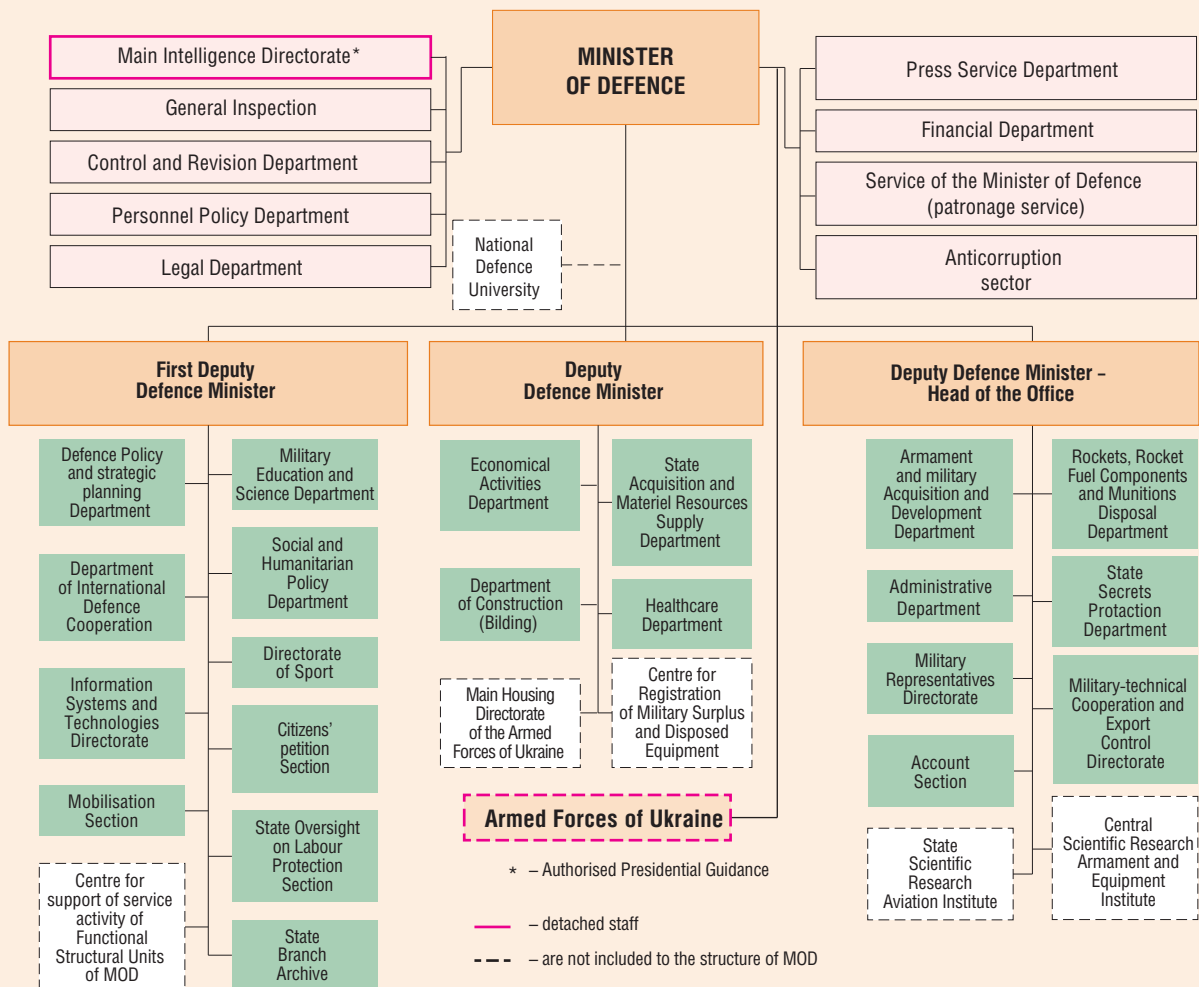 MINISTER
OF DEFENCE
Main Intelligence Directorate*
General Inspection
Control and Revision Department
Personnel Policy Department
Legal Department
Press Service Department
Financial Department
Service of the Minister of Defence
(patronage service)
Anticorruption
sector
National
Defence
University
First Deputy
Defence Minister
Defence Policy
and strategic
planning
Department
Military
Education and
Science Department
Social and
Humanitarian
Policy
Department
Department
of International
Defence
Cooperation
Directorate
of Sport
Information
Systems and
Technologies
Directorate
Citizens'
petition
Section
Mobilisation
Section
State Oversight
on Labour
Protection
Section
Centre for
support of service
activity of
Functional
Structural Units
of MOD
State
Branch
Archive
Deputy
Defence Minister
Economical
Activities
Department
State
Acquisition and
Materiel Resources
Supply
Department
Department
of Construction
(Bilding)
Healthcare
Department
Main Housing
Directorate
of the Armed
Forces of Ukraine
Centre for
Registration
of Military Surplus
and Disposed
Equipment
Deputy Defence Minister –
Head of the Office
Armament
and military
Acquisition and
Development
Department
Rockets, Rocket
Fuel Components
and Munitions
Disposal
Department
Administrative
Department
State
Secrets
Protaction
Department
Military
Representatives
Directorate
Military-technical
Cooperation and
Export
Control
Directorate
Account
Section
State
Scientific
Research
Aviation Institute
Central
Scientific Research
Armament and
Equipment
Institute
Armed Forces of Ukraine
* – Authorised Presidential Guidance
– detached staff
– are not included to the structure of MOD